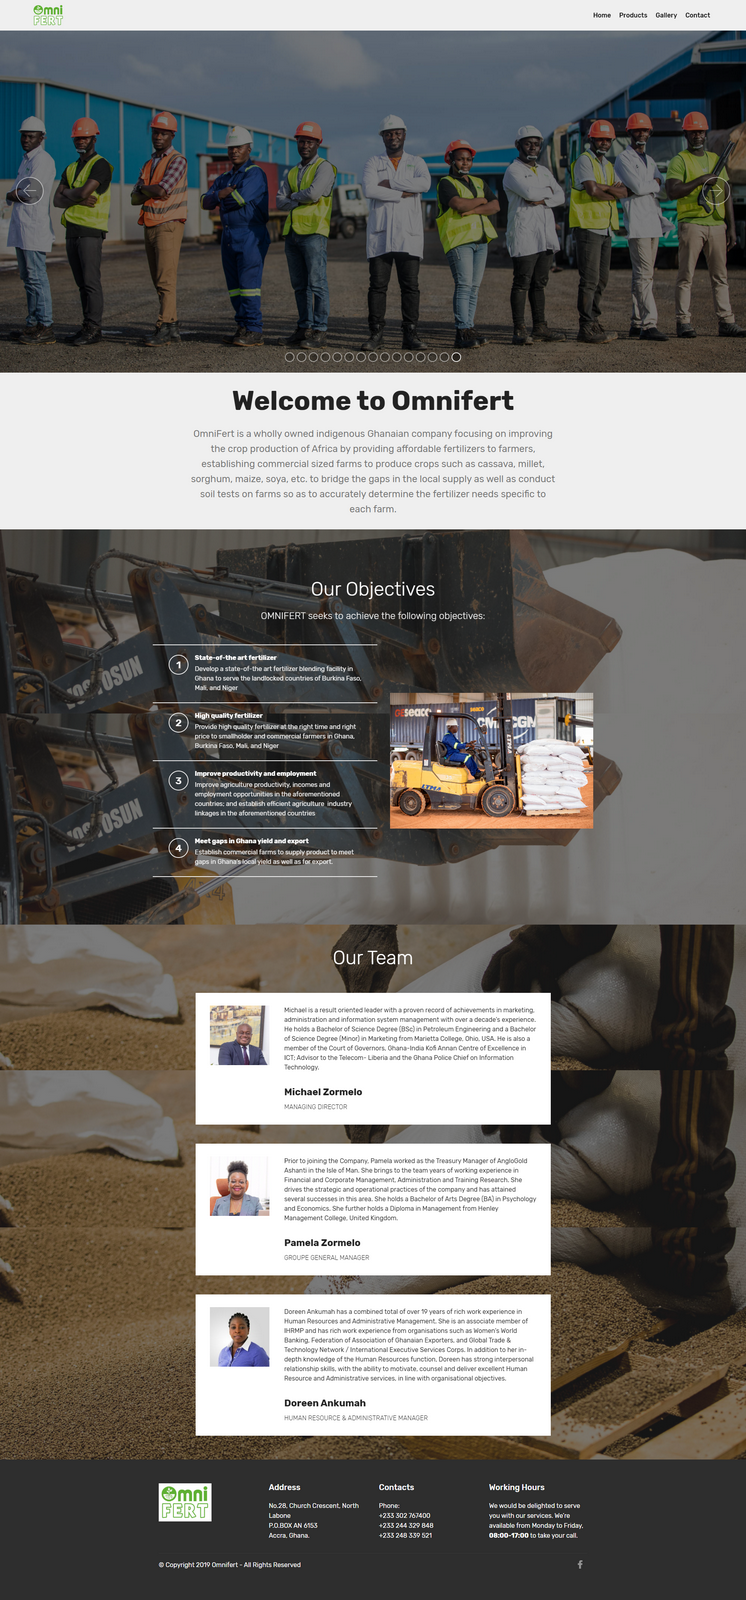 Omni
FERT
Home Products Gallery Contact
Welcome to Omnifert
OmniFert is a wholly owned indigenous Ghanaian company focusing on improving
the crop production of Africa by providing affordable fertilizers to farmers,
establishing commercial sized farms to produce crops such as cassava, millet,
sorghum, maize, soya, etc. to bridge the gaps in the local supply as well as conduct
soil tests on farms so as to accurately determine the fertilizer needs specific to
each farm.
Our Objectives
OMNIFERT seeks to achieve the following objectives:
1
State-of-the art fertilizer
Develop a state-of-the art fertilizer blending facility in
Ghana to serve the landlocked countries of Burkina Faso,
Mali, and Niger
2
High quality fertilizer
Provide high quality fertilizer at the right time and right
price to smallholder and commercial farmers in Ghana,
Burkina Faso, Mali, and Niger
3
Improve productivity and employment
Improve agriculture productivity, incomes and
employment opportunities in the aforementioned
countries; and establish efficient agriculture industry
linkages in the aforementioned countries
4
Meet gaps in Ghana yield and export
Establish commercial farms to supply product to meet
gaps in Ghana's local yield as well as for export.
Our Team
Michael is a result oriented leader with a proven record of achievements in marketing,
administration and information system management with over a decade's experience.
He holds a Bachelor of Science Degree (BSc) in Petroleum Engineering and a Bachelor
of Science Degree (Minor) in Marketing from Marietta College, Ohio, USA. He is also a
member of the Court of Governors, Ghana-India Kofi Annan Centre of Excellence in
ICT; Advisor to the Telecom- Liberia and the Ghana Police Chief on Information
Technology.
Michael Zormelo
MANAGING DIRECTOR
Prior to joining the Company, Pamela worked as the Treasury Manager of AngloGold
Ashanti in the Isle of Man. She brings to the team years of working experience in
Financial and Corporate Management, Administration and Training Research. She
drives the strategic and operational practices of the company and has attained
several successes in this area. She holds a Bachelor of Arts Degree (BA) in Psychology
and Economics. She further holds a Diploma in Management from Henley
Management College, United Kingdom.
Pamela Zormelo
GROUPE GENERAL MANAGER
Doreen Ankumah has a combined total of over 19 years of rich work experience in
Human Resources and Administrative Management. She is an associate member of
IHRMP and has rich work experience from organisations such as Women's World
Banking, Federation of Association of Ghanaian Exporters, and Global Trade &
Technology Network / International Executive Services Corps. In addition to her in-
depth knowledge of the Human Resources function, Doreen has strong interpersonal
relationship skills, with the ability to motivate, counsel and deliver excellent Human
Resource and Administrative services, in line with organisational objectives.
Doreen Ankumah
HUMAN RESOURCE & ADMINISTRATIVE MANAGER
Omni
FERT
Address
No.28, Church Crescent, North
Labone
P.O.BOX AN 6153
Accra, Ghana.
Contacts
Phone:
+233 302 767400
+233 244 329 848
+233 248 339 521
Working Hours
We would be delighted to serve
you with our services. We're
available from Monday to Friday,
08:00-17:00 to take your call.
© Copyright 2019 Omnifert - All Rights Reserved